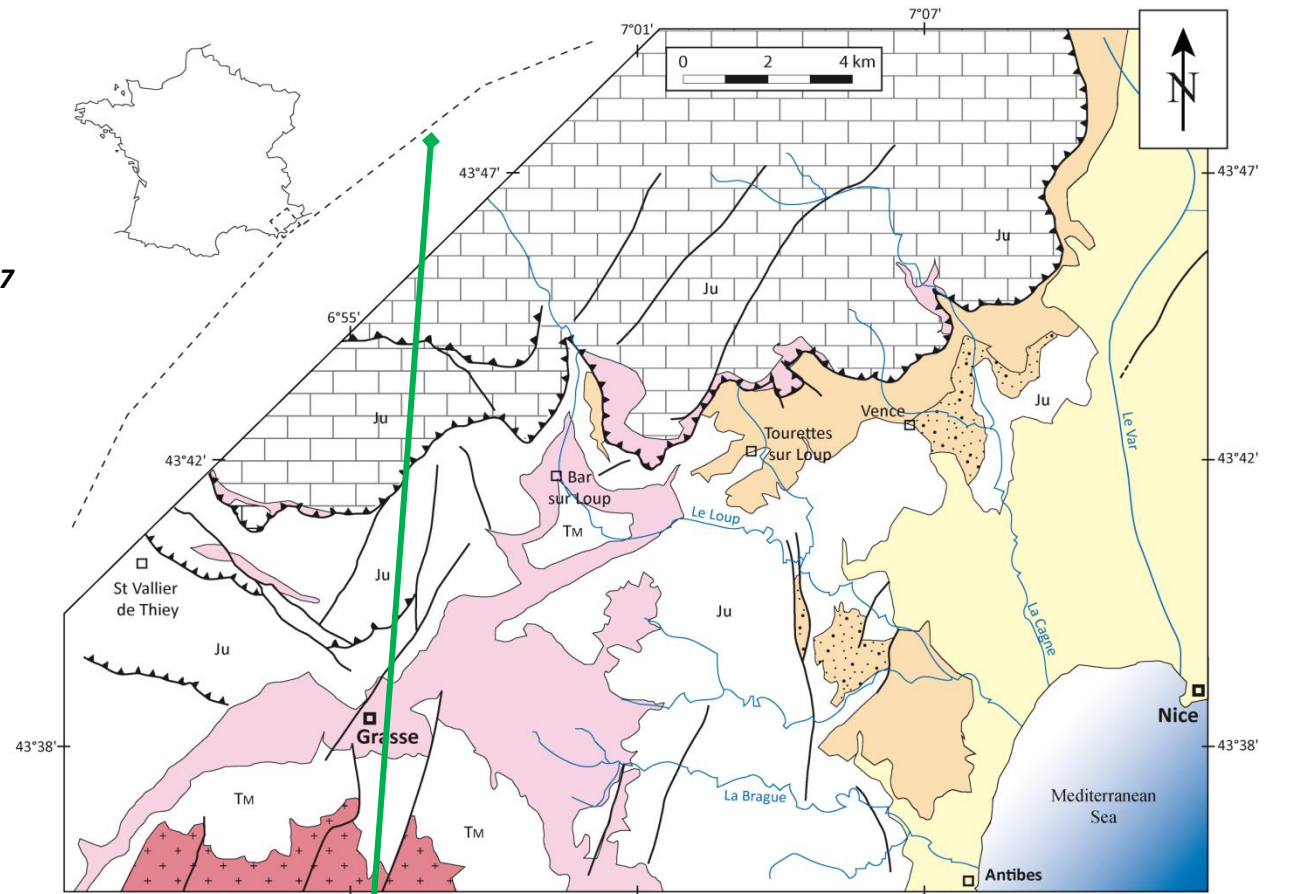 7°01'
7°07'
0 2 4 km
N
43°47'
43°47'
Ju
7
Ju
6°55'
Ju
Ju
Vence
Le Var
Tourettes
sur Loup
43°42'
43°42'
Bar
sur Loup
Le Loup
TM
Ju
St Vallier
de Thiey
Ju
La Cagne
Ju
Nice
Grasse
43°38'
43°38'
La Brague
Mediterranean
Sea
TM
TM
Antibes